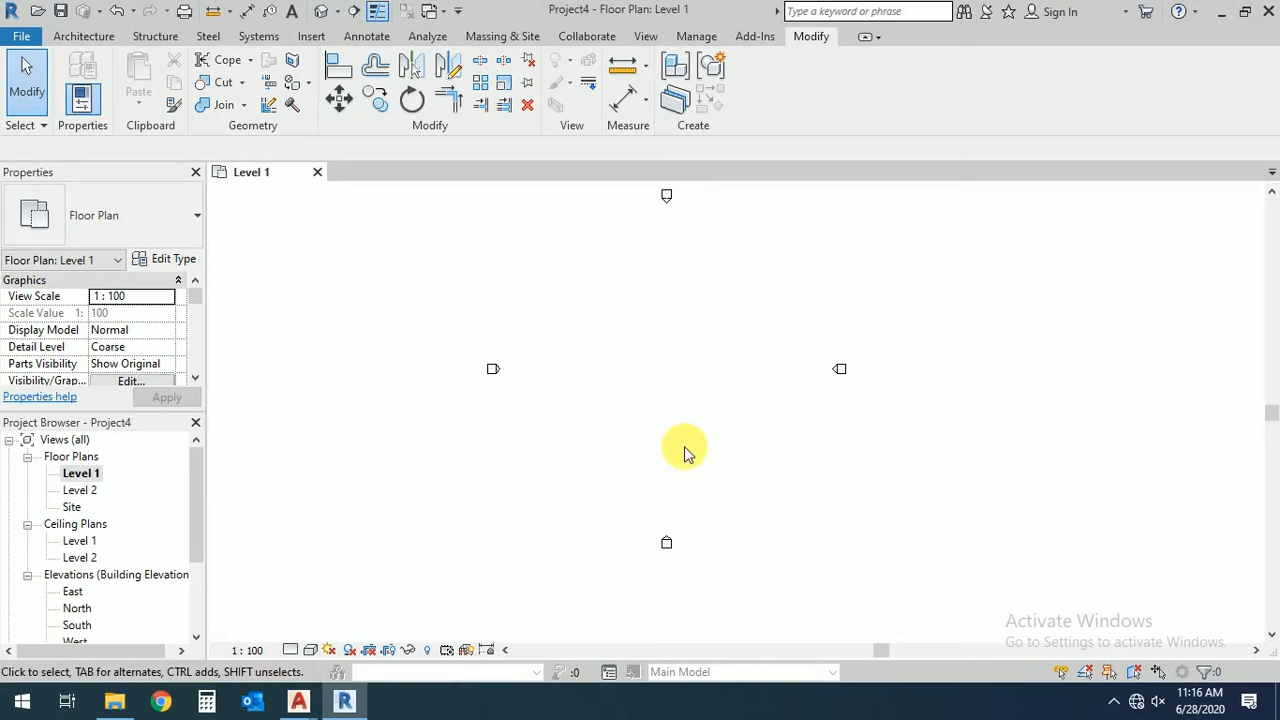 Project4 - Floor Plan: Level 1
Type a keyword or phrase
Sign In
File Architecture Structure Steel Systems Insert Annotate Analyze Massing & Site Collaborate View Manage Add-Ins Modify
Modify
Paste
Cope
Cut
Join
Select Properties Clipboard Geometry Modify View Measure Create
Properties
Level 1
Floor Plan
Floor Plan: Level 1
Edit Type
Graphics
View Scale 1 : 100
Scale Value 1: 100
Display Model Normal
Detail Level Coarse
Parts Visibility Show Original
Visibility/Grap... Edit...
Properties help
Apply
Project Browser - Project4
Views (all)
Floor Plans
Level 1
Level 2
Site
Ceiling Plans
Level 1
Level 2
Elevations (Building Elevation
East
North
South
West
Activate Windows
Go to Settings to activate Windows.
1 : 100
Click to select, TAB for alternates, CTRL adds, SHIFT unselects.
:0
Main Model
:0
11:16 AM
6/28/2020